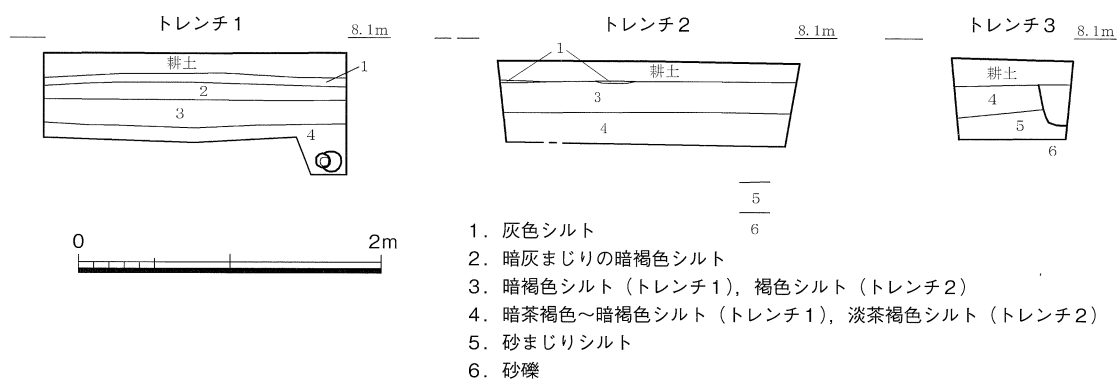 トレンチ1
8.1m
耕土
1
2
3
4
トレンチ2
8.1m
1
耕土
3
4
5
6
トレンチ3
8.1m
耕土
4
5
6
0 2m
1. 灰色シルト
2. 暗灰まじりの暗褐色シルト
3. 暗褐色シルト（トレンチ1），褐色シルト（トレンチ2）
4. 暗茶褐色～暗褐色シルト（トレンチ1），淡茶褐色シルト（トレンチ2）
5. 砂まじりシルト
6. 砂礫